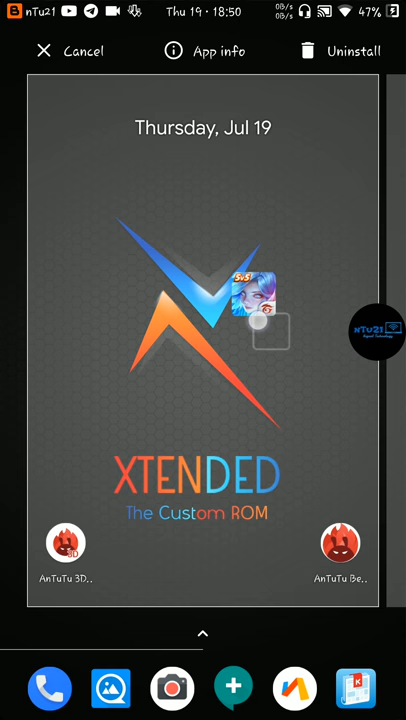 nTu21
Thu 19 • 18:50
0B/s
0B/s
47%
Cancel
App info
Uninstall
Thursday, Jul 19
5v5
nTu21
XTENDED
The Custom ROM
3D
AnTuTu 3D..
AnTuTu Be..